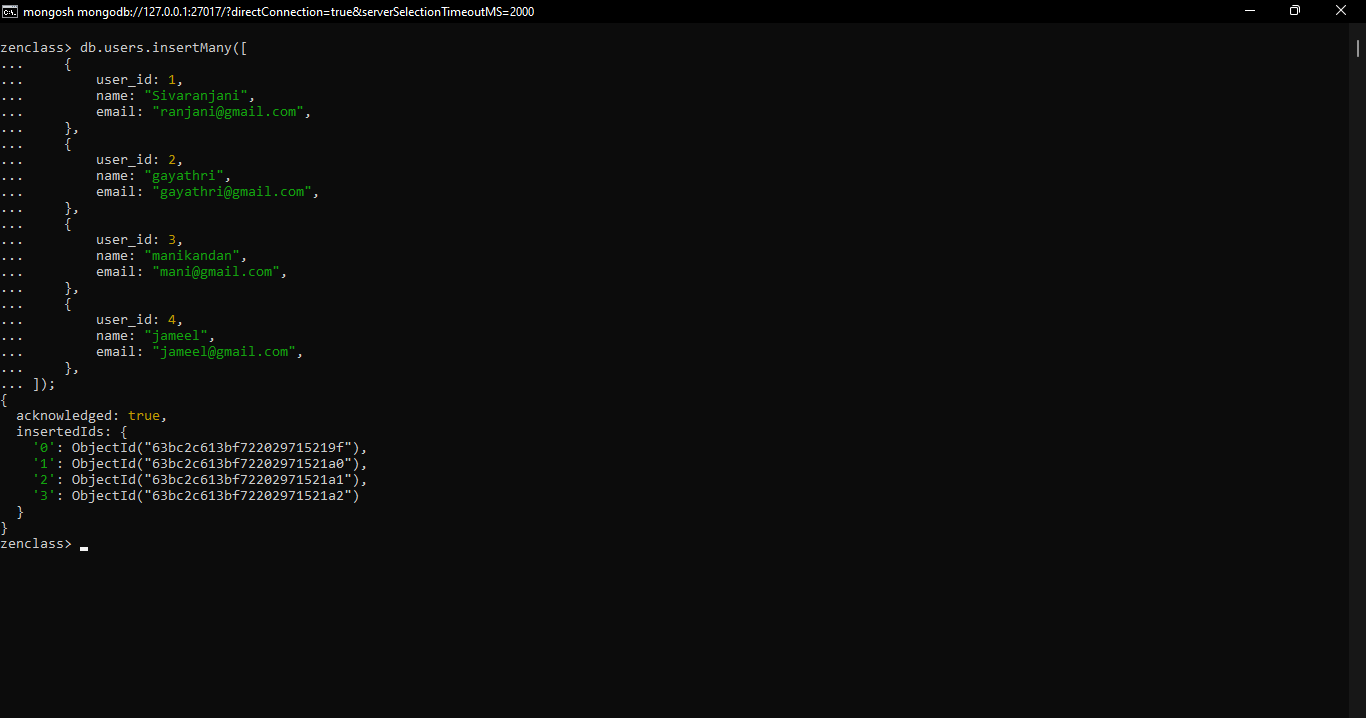 mongosh mongodb://127.0.0.1:27017/?directConnection=true&serverSelectionTimeoutMS=2000
zenclass> db.users.insertMany([
...     {
...         user_id: 1,
...         name: "Sivaranjani",
...         email: "ranjani@gmail.com",
...     },
...     {
...         user_id: 2,
...         name: "gayathri",
...         email: "gayathri@gmail.com",
...     },
...     {
...         user_id: 3,
...         name: "manikandan",
...         email: "mani@gmail.com",
...     },
...     {
...         user_id: 4,
...         name: "jameel",
...         email: "jameel@gmail.com",
...     },
... ]);
{
  acknowledged: true,
  insertedIds: {
    '0': ObjectId("63bc2c613bf722029715219f"),
    '1': ObjectId("63bc2c613bf72202971521a0"),
    '2': ObjectId("63bc2c613bf72202971521a1"),
    '3': ObjectId("63bc2c613bf72202971521a2")
  }
}
zenclass>